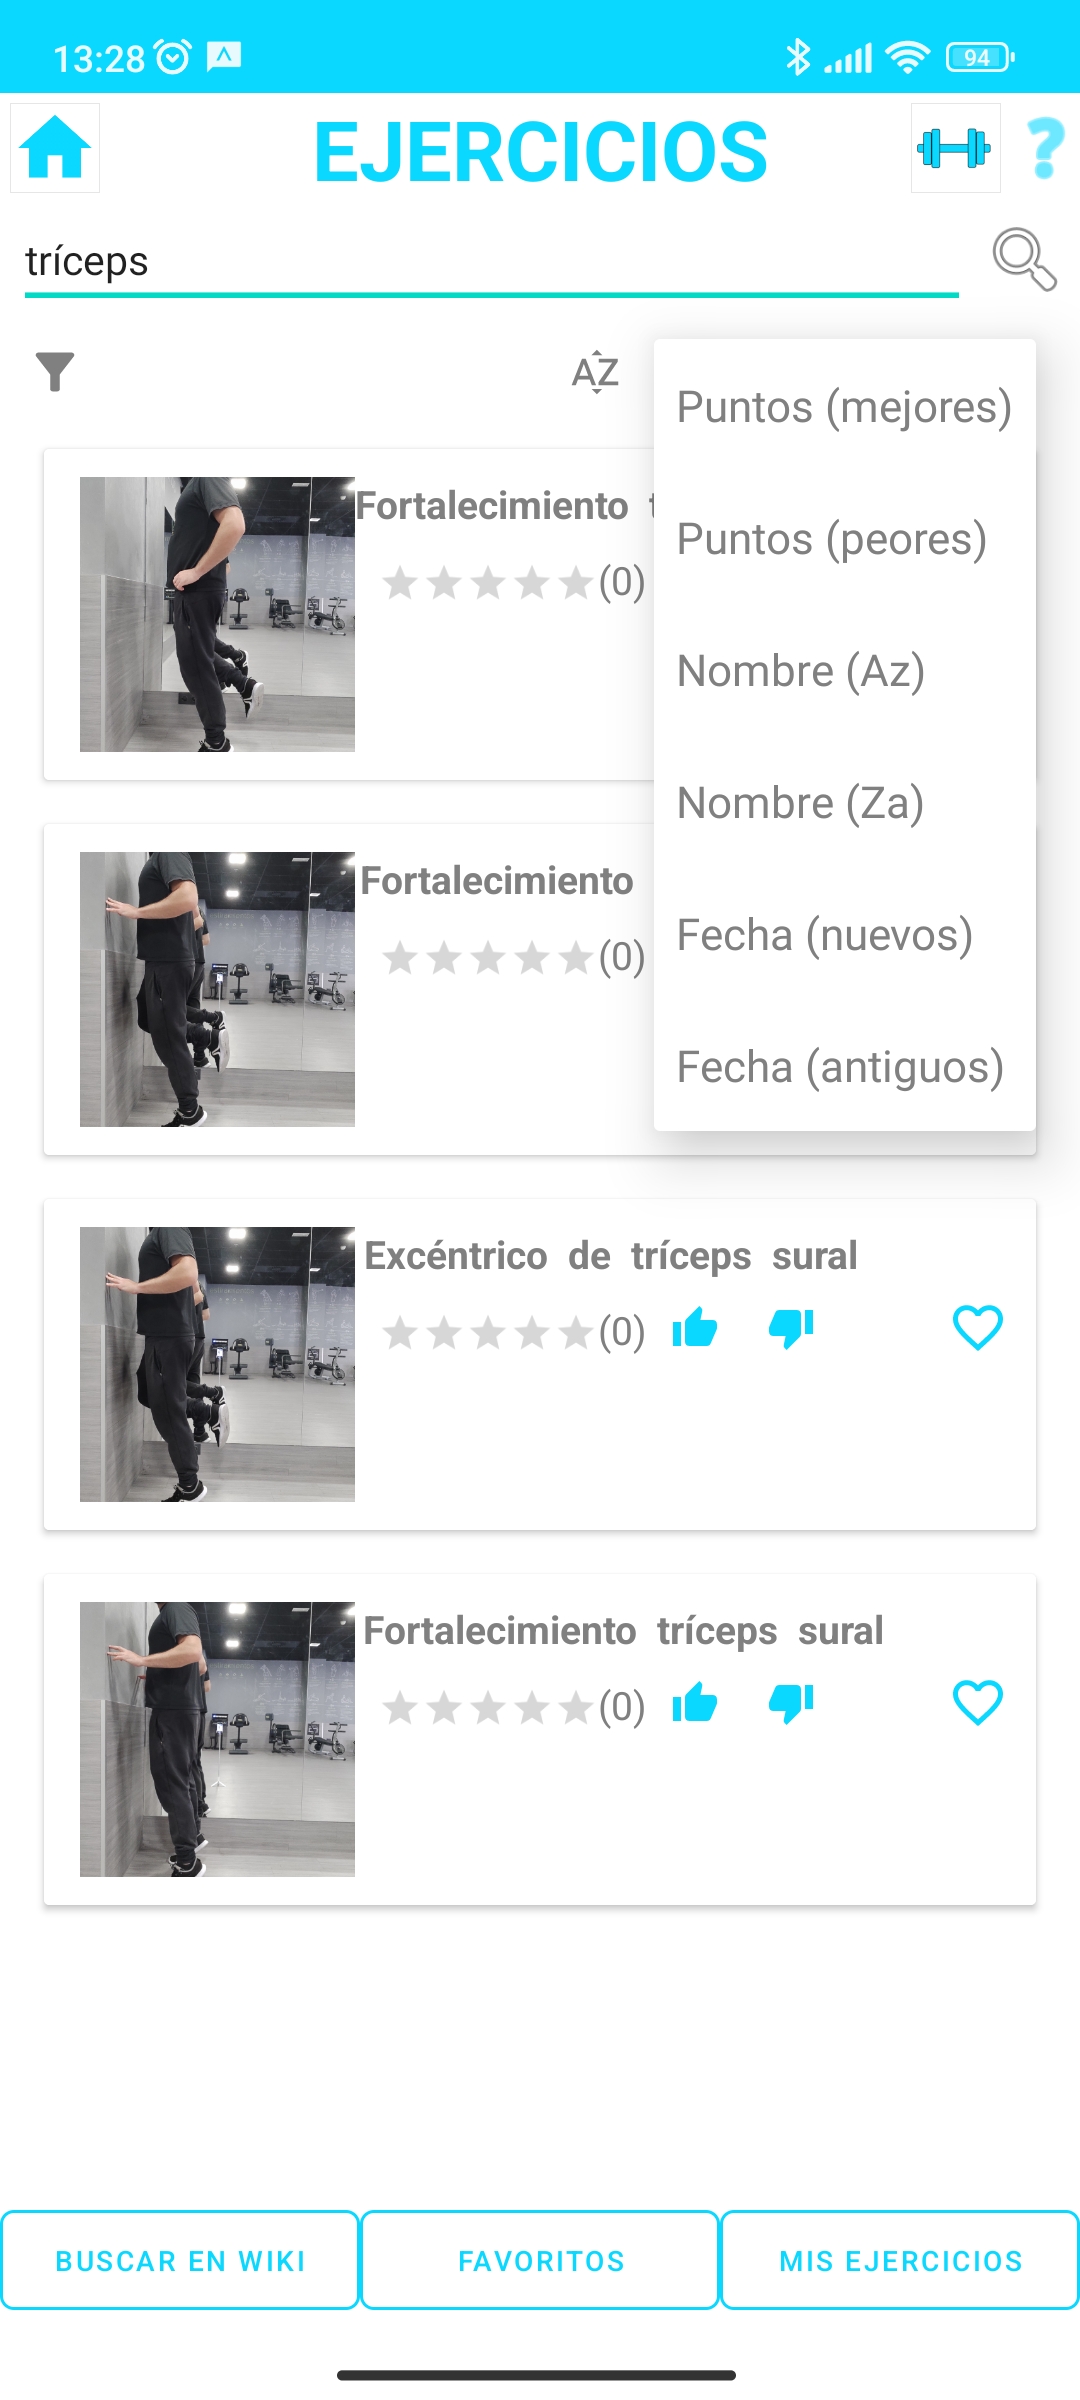 13:28
94
EJERCICIOS
tríceps
AZ
Puntos (mejores)
Puntos (peores)
Nombre (Az)
Nombre (Za)
Fecha (nuevos)
Fecha (antiguos)
Fortalecimiento
(0)
Fortalecimiento
(0)
Excéntrico de tríceps sural
(0)
Fortalecimiento tríceps sural
(0)
BUSCAR EN WIKI
FAVORITOS
MIS EJERCICIOS